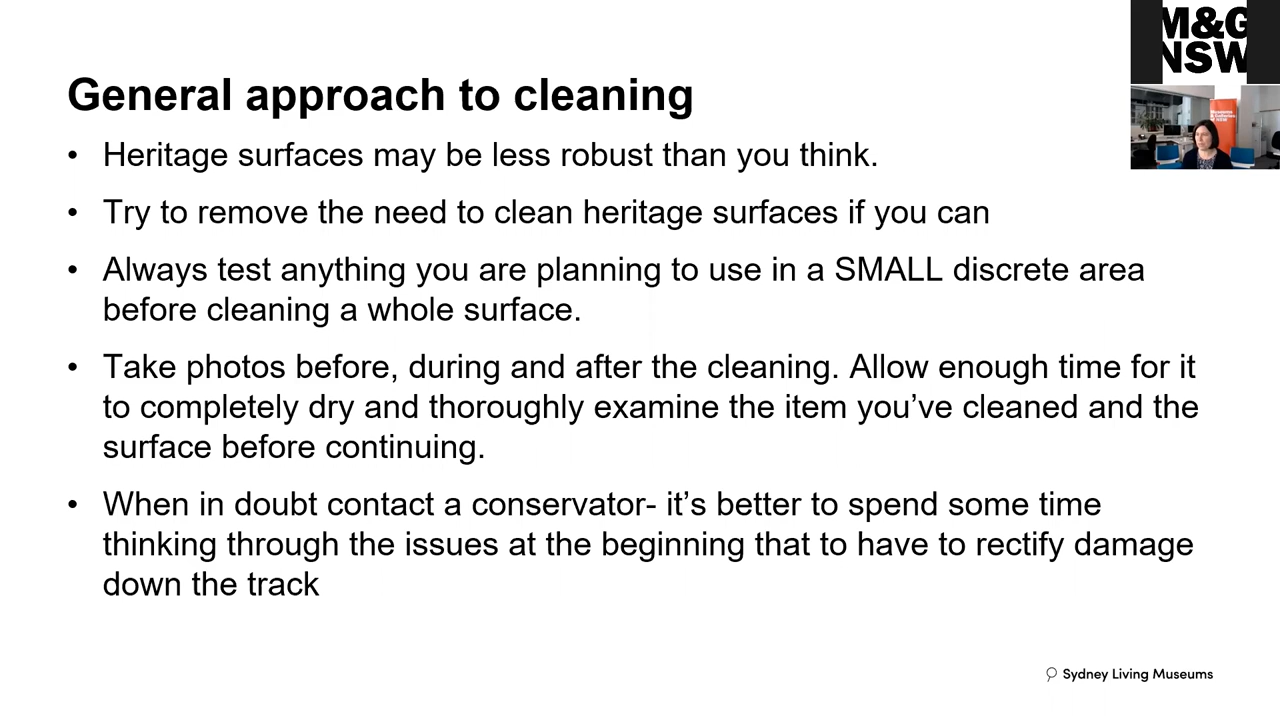 M&G
NSW
General approach to cleaning
• Heritage surfaces may be less robust than you think.
• Try to remove the need to clean heritage surfaces if you can
• Always test anything you are planning to use in a SMALL discrete area
before cleaning a whole surface.
• Take photos before, during and after the cleaning. Allow enough time for it
to completely dry and thoroughly examine the item you’ve cleaned and the
surface before continuing.
• When in doubt contact a conservator- it’s better to spend some time
thinking through the issues at the beginning that to have to rectify damage
down the track
Sydney Living Museums